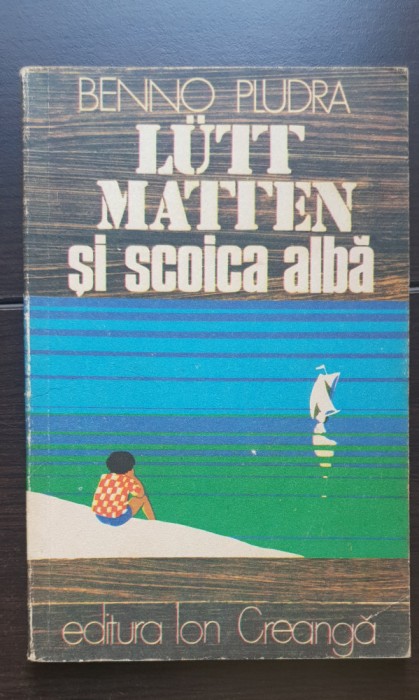 BENNO PLUDRA
LÜTT
MATTEN
şi scoica albă
editura Ion Creangă